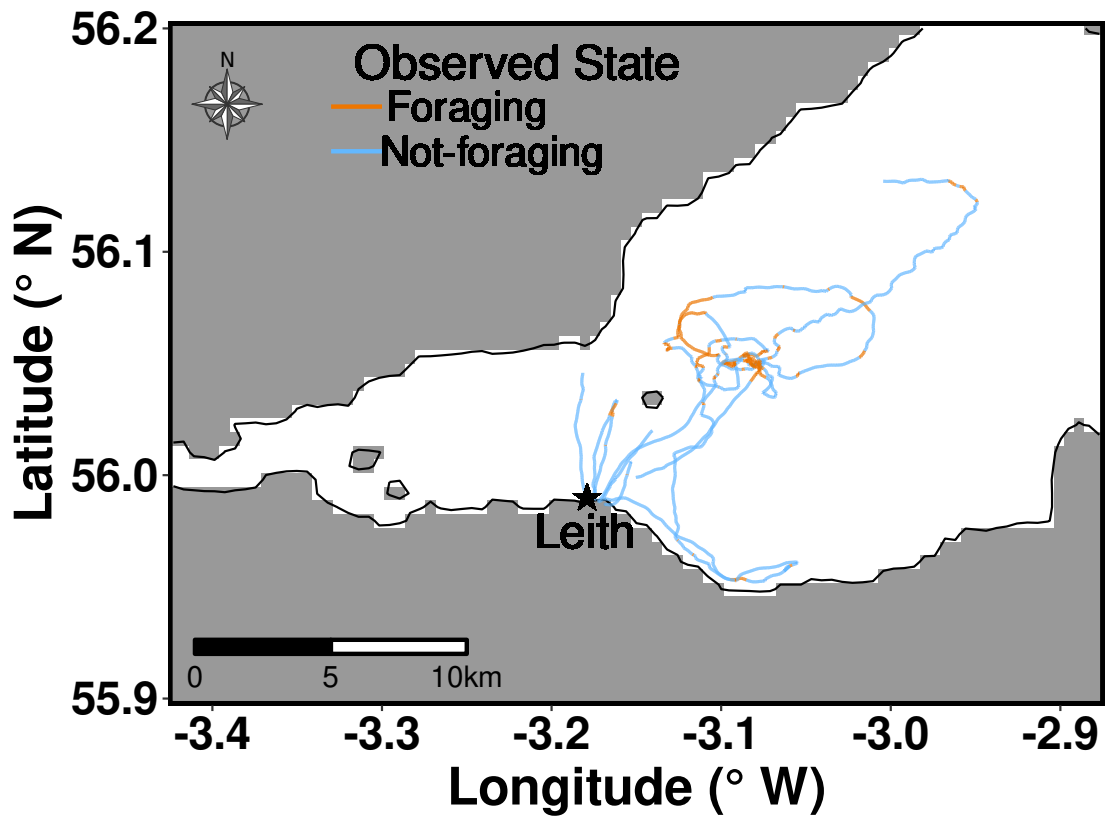 56.2
N
Observed State
Foraging
Not-foraging
56.1
Latitude (° N)
56.0
Leith
0 5 10km
55.9
-3.4 -3.3 -3.2 -3.1 -3.0 -2.9
Longitude (° W)